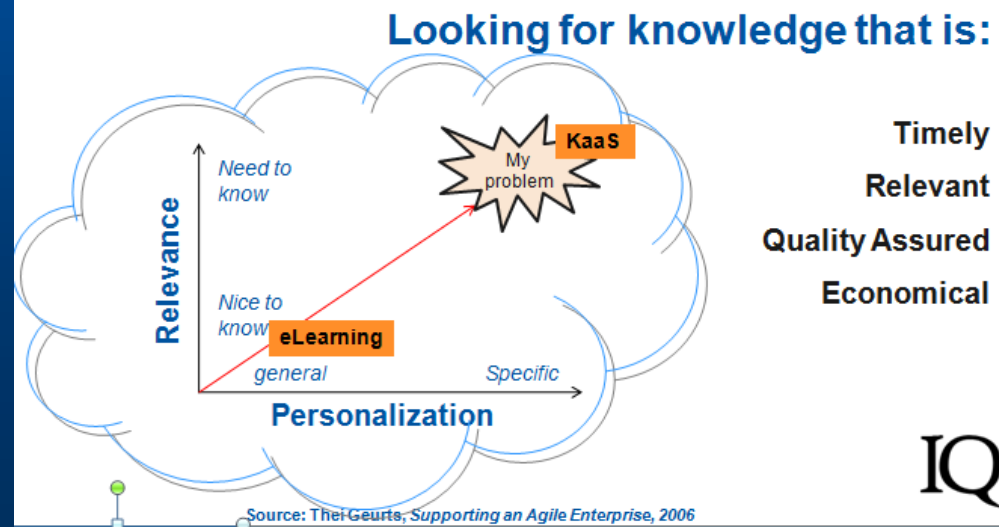 Looking for knowledge that is:
Timely
Relevant
Quality Assured
Economical
Relevance
Need to
know
Nice to
know
My
problem
KaaS
eLearning
general
Specific
Personalization
IQ
Source: Thei Geurts, Supporting an Agile Enterprise, 2006